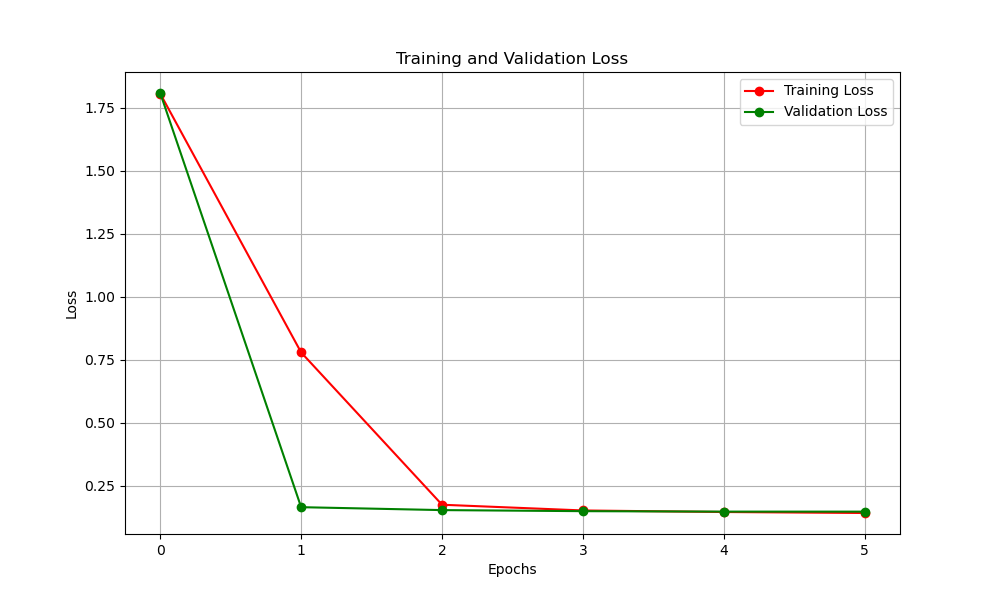 Training and Validation Loss
Training Loss
Validation Loss
1.75
1.50
1.25
1.00
0.75
0.50
0.25
Loss
0 1 2 3 4 5
Epochs